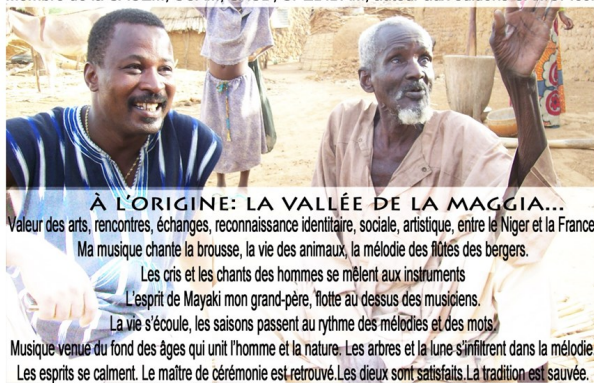 À L'ORIGINE: LA VALLÉE DE LA MAGGIA...
Valeur des arts, rencontres, échanges, reconnaissance identitaire, sociale, artistique, entre le Niger et la France
Ma musique chante la brousse, la vie des animaux, la mélodie des flûtes des bergers.
Les cris et les chants des hommes se mêlent aux instruments
L'esprit de Mayaki mon grand-père, flotte au dessus des musiciens.
La vie s'écoule, les saisons passent au rythme des mélodies et des mots.
Musique venue du fond des âges qui unit l'homme et la nature. Les arbres et la lune s'infiltrent dans la mélodie
Les esprits se calment. Le maître de cérémonie est retrouvé.Les dieux sont satisfaits.La tradition est sauvée.